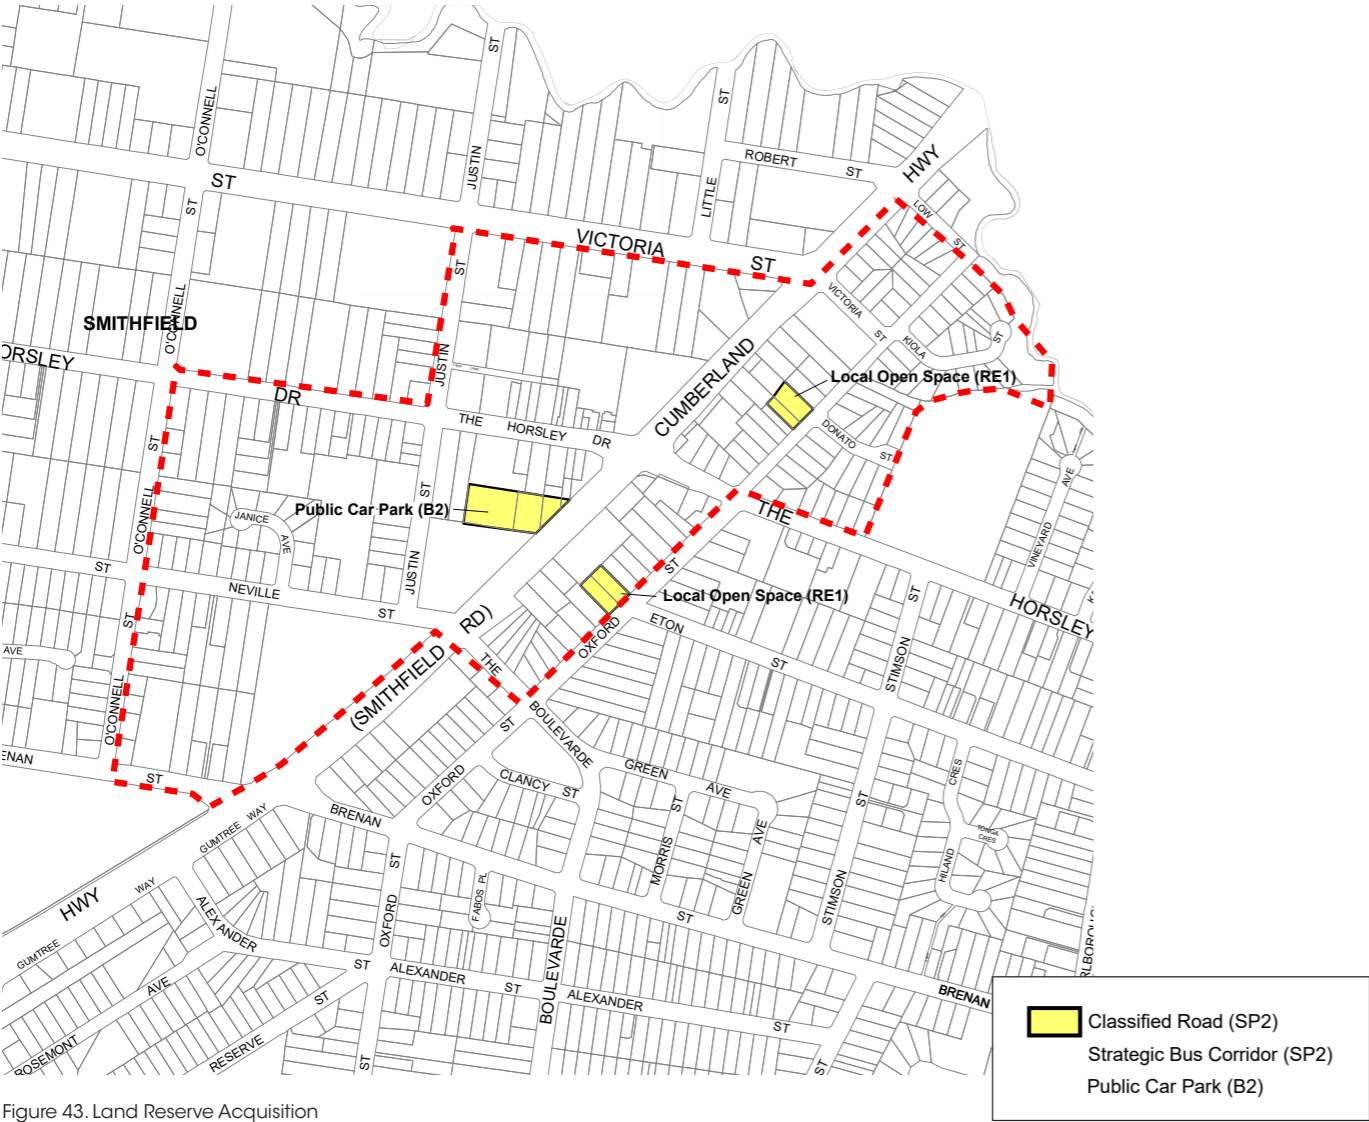 ST
O'CONNELL
ST
JUSTIN
ST
LITTLE
ROBERT
ST
HWY
ST
ST
LOW
ST
VICTORIA
ST
ST
O'CONNELL
SMITHFIELD
VICTORIA
ST
KIOLA
ST
ORSLEY
JUSTIN
CUMBERLAND
Local Open Space (RE1)
DR
THE
HORSLEY
DR
DONATO
ST
ST
O'CONNELL
ST
Public Car Park (B2)
JANICE
AVE
THE
VINEYARD
AVE
ST
NEVILLE
ST
JUSTIN
ST
Local Open Space (RE1)
HORSLEY
ST
RD)
OXFORD
ETON
ST
STIMSON
ST
AVE
O'CONNELL
(SMITHFIELD
THE
BOULEVARDE
ST
ENAN
ST
OXFORD
CLANCY
ST
GREEN
AVE
ST
CRES
TONGA
CRES
HILAND
GUMTREE
WAY
BRENAN
MORRIS
ST
GREEN
AVE
STIMSON
HWY
WAY
GUMTREE
ALEXANDER
ST
OXFORD
FABOS
PL
ST
BOULEVARDE
RLBOROUG
ST
ALEXANDER
ST
ALEXANDER
ST
BRENAN
AVE
ROSEMONT
ST
RESERVE
ST
ST
Classified Road (SP2)
Strategic Bus Corridor (SP2)
Public Car Park (B2)
Figure 43. Land Reserve Acquisition